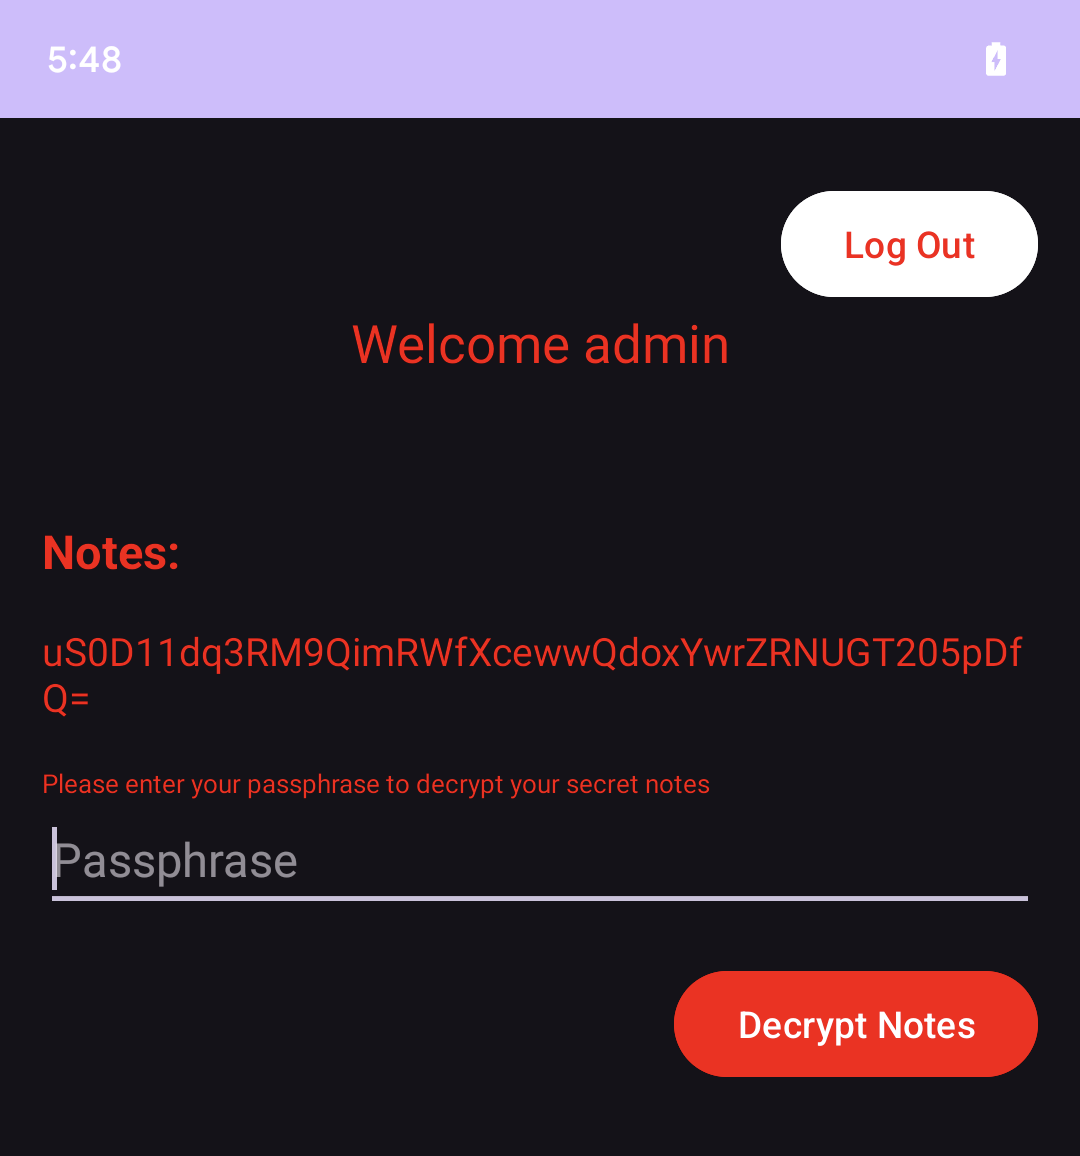 5:48
Log Out
Welcome admin
Notes:
uS0D11dq3RM9QimRWfXcewwQdoxYwrZRNUGT205pDf
Q=
Please enter your passphrase to decrypt your secret notes
Passphrase
Decrypt Notes